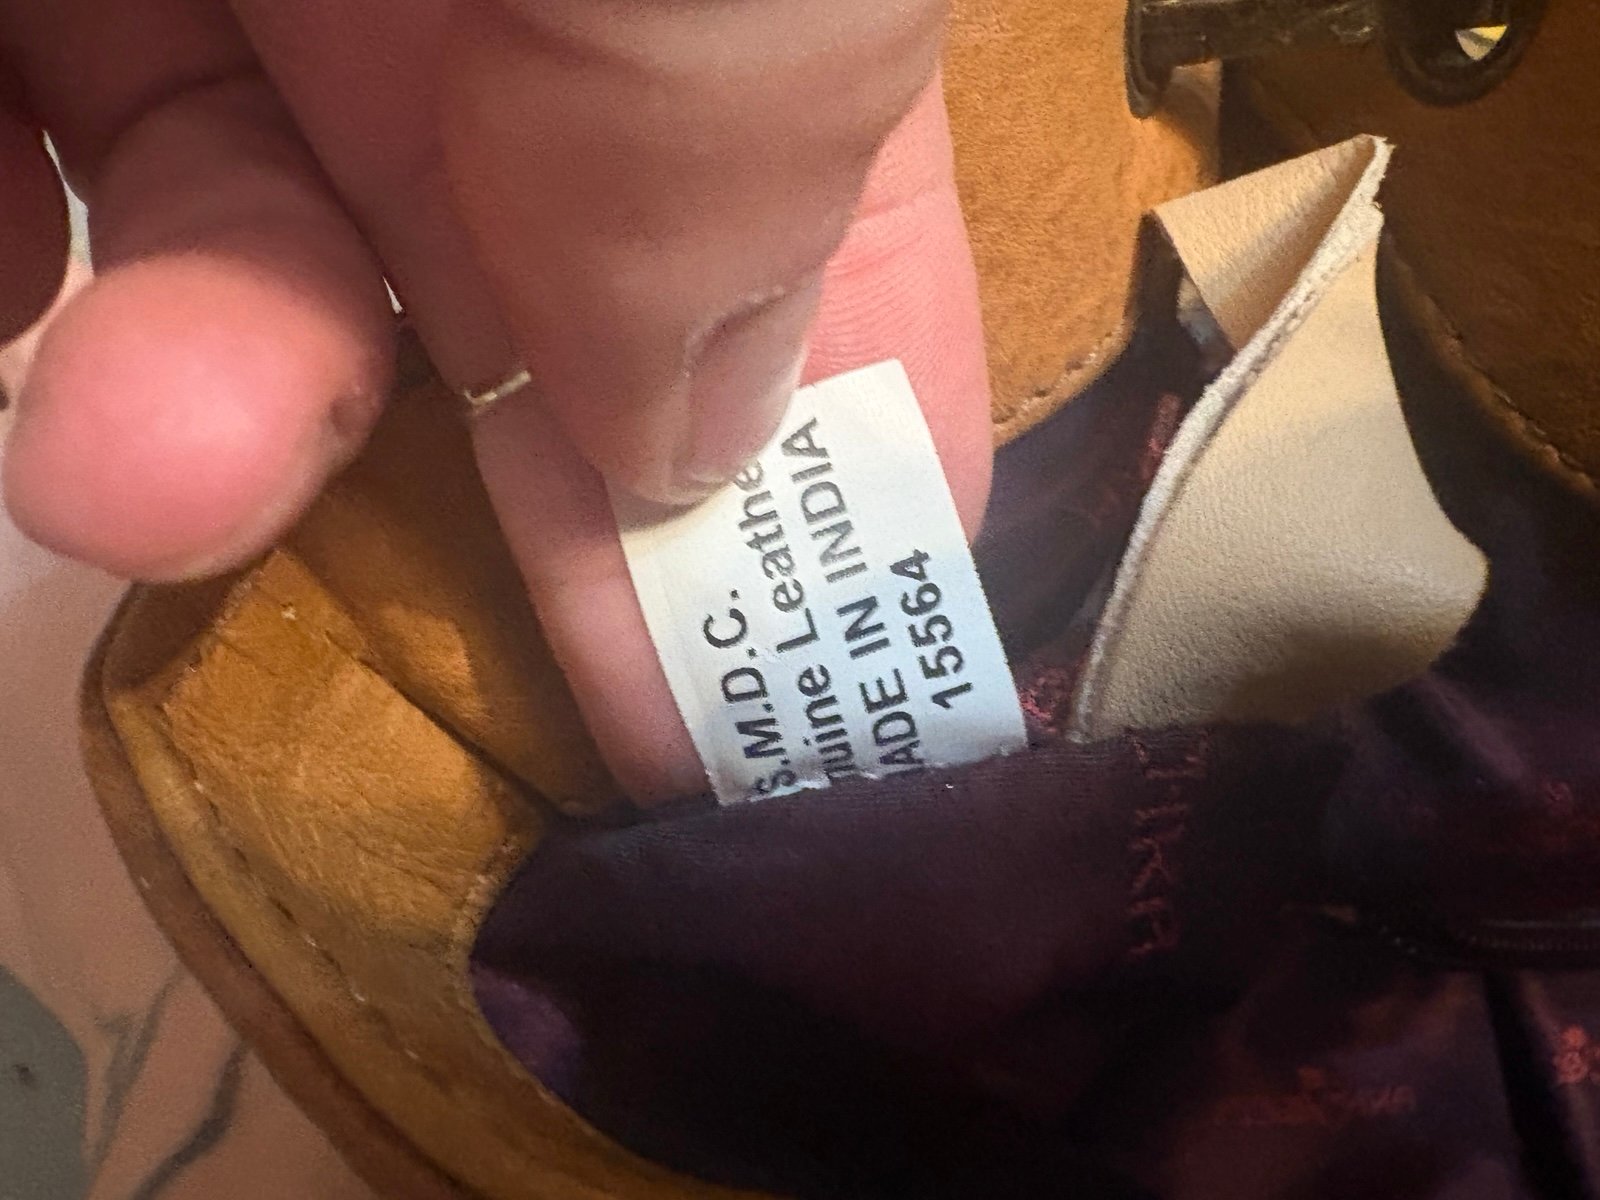 S.M.D.C.
uine Leathe
ADE IN INDIA
15564